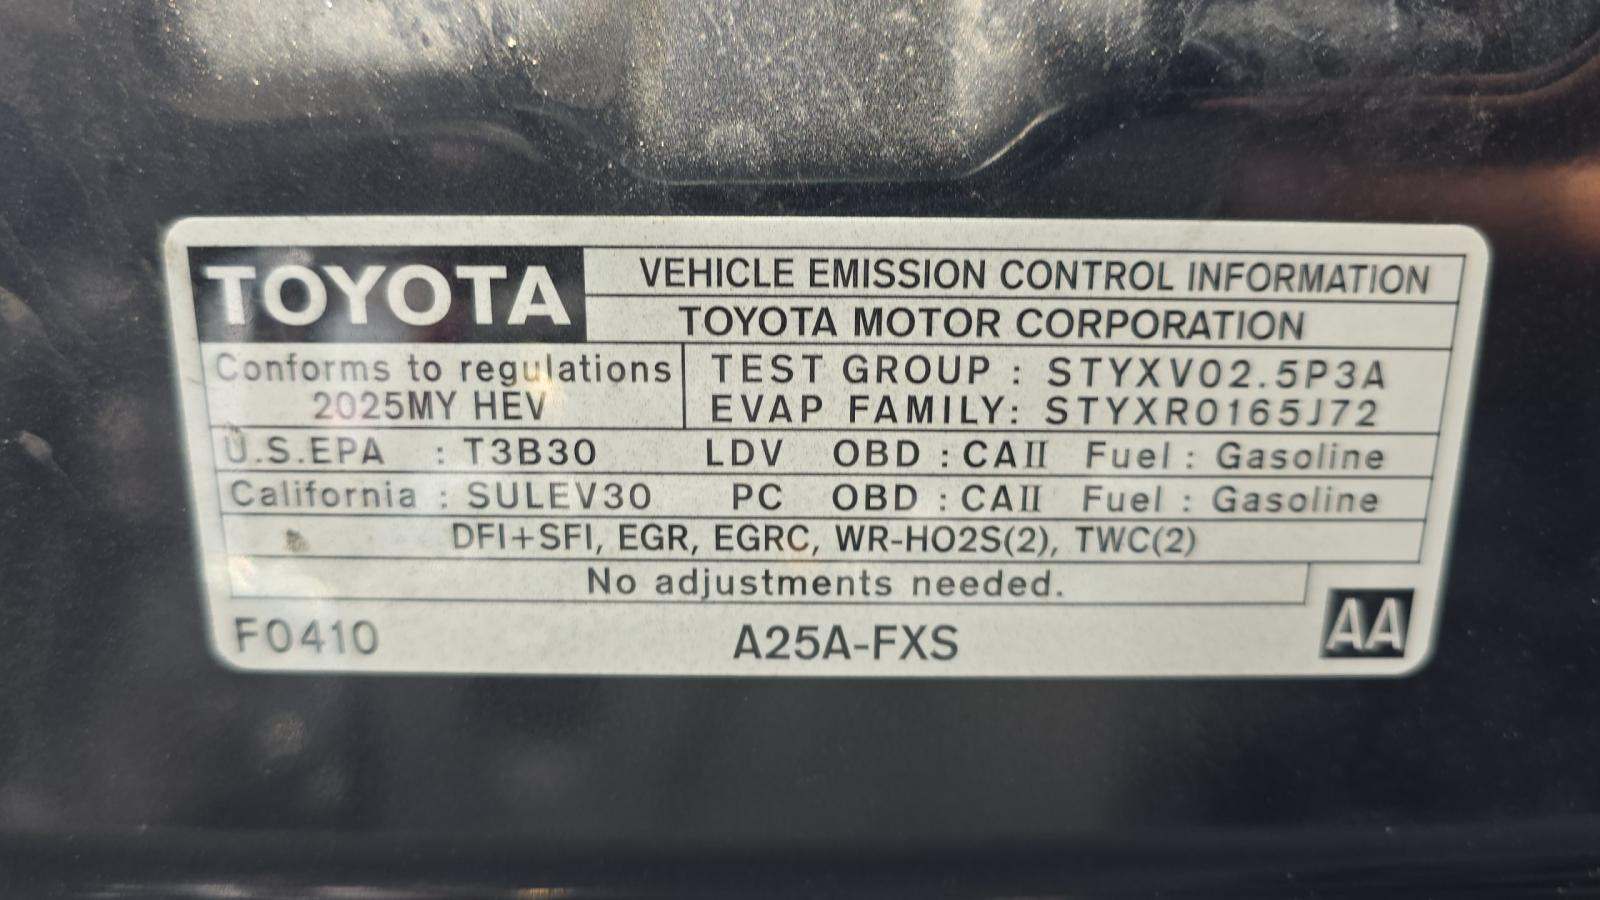 TOYOTA VEHICLE EMISSION CONTROL INFORMATION
TOYOTA MOTOR CORPORATION
Conforms to regulations TEST GROUP : STYXV02.5P3A
2025MY HEV EVAP FAMILY: STYXR0165J72
U.S.EPA : T3B30 LDV OBD : CAII Fuel : Gasoline
California : SULEV30 PC OBD : CAII Fuel : Gasoline
DFI+SFI, EGR, EGRC, WR-HO2S(2), TWC(2)
No adjustments needed.
F0410 A25A-FXS AA